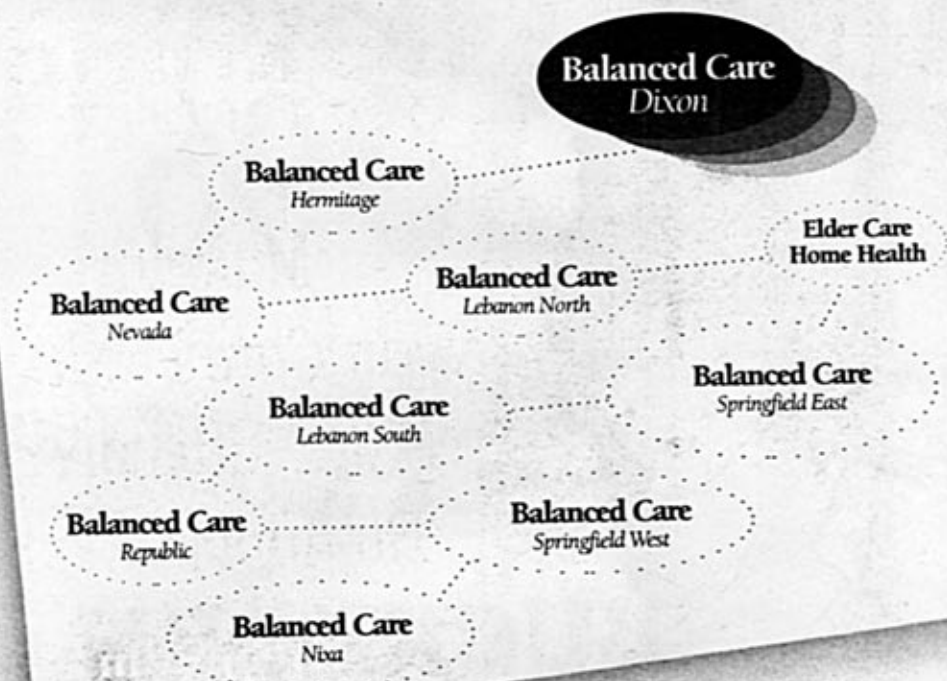 Balanced Care
Dixon
Balanced Care
Hermitage
Elder Care
Home Health
Balanced Care
Nevada
Balanced Care
Lebanon North
Balanced Care
Springfield East
Balanced Care
Lebanon South
Balanced Care
Republic
Balanced Care
Springfield West
Balanced Care
Nixa